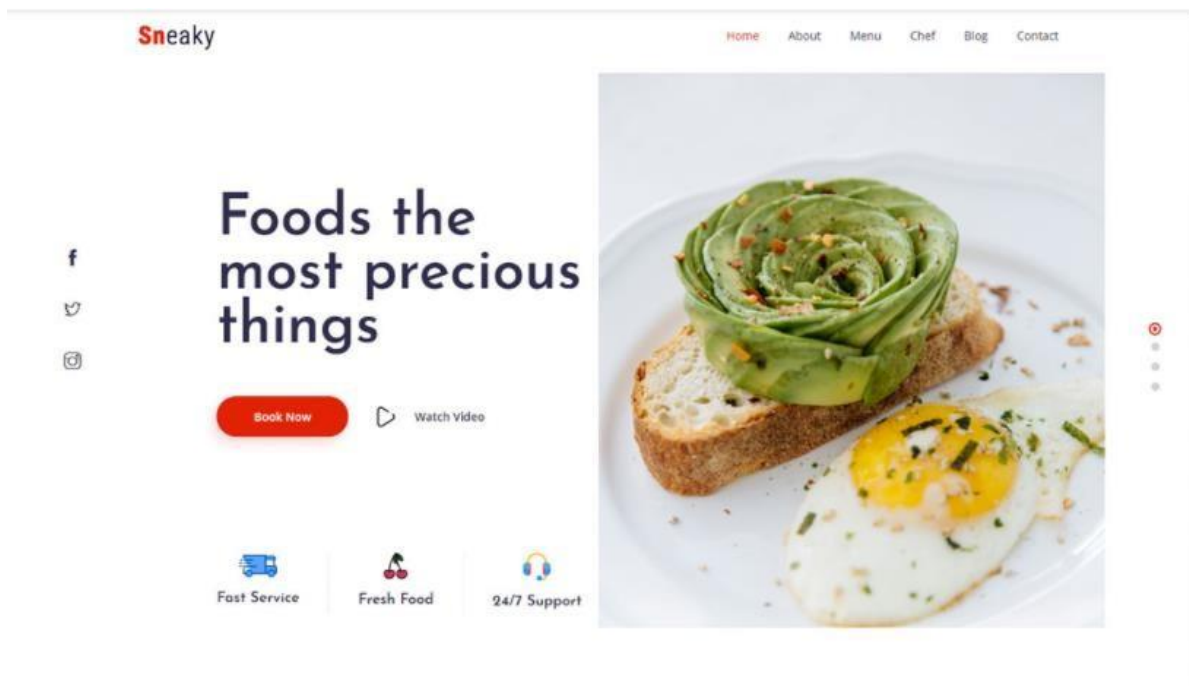 Sneaky
Home About Menu Chef Blog Contact
Foods the
most precious
things
Book Now Watch Video
Fast Service Fresh Food 24/7 Support